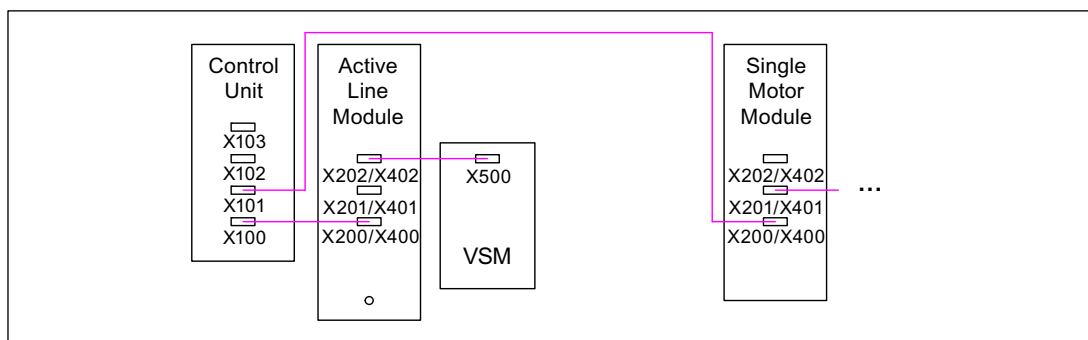 Control
Unit
X103
X102
X101
X100
Active
Line
Module
X202/X402
X201/X401
X200/X400
X500
VSM
Single
Motor
Module
X202/X402
X201/X401
X200/X400
...